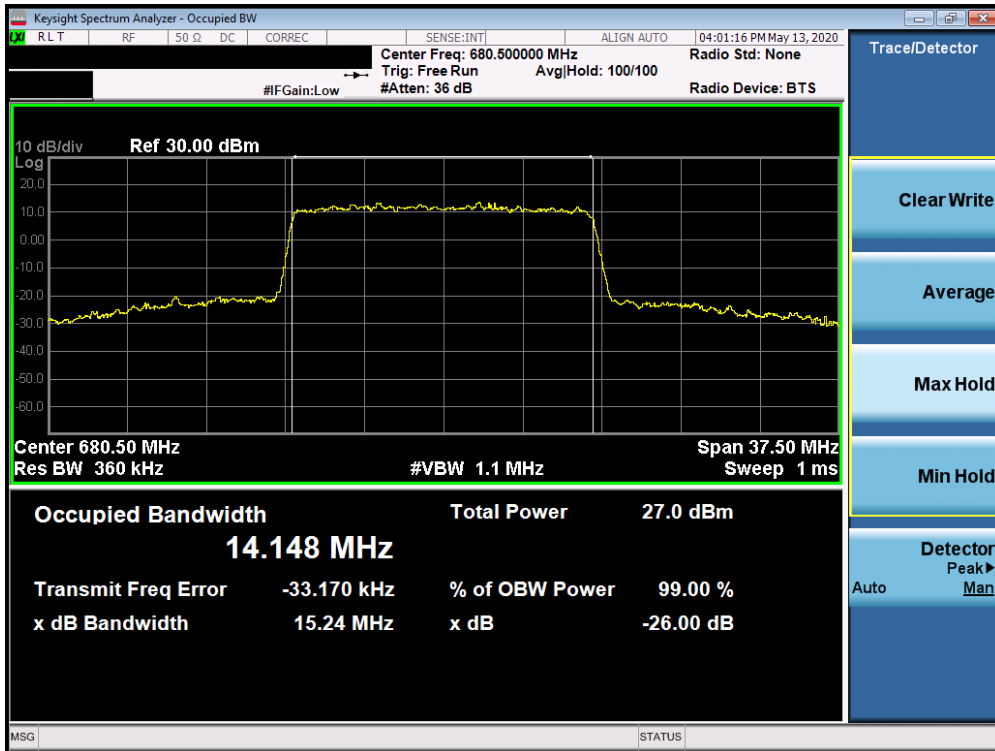 Keysight Spectrum Analyzer - Occupied BW
LXI RLT RF 50 Ω DC CORREC SENSE:INT ALIGN AUTO 04:01:16 PM May 13, 2020
Center Freq: 680.500000 MHz Radio Std: None
Trig: Free Run Avg|Hold: 100/100
#IFGain:Low #Atten: 36 dB Radio Device: BTS
Trace/Detector
10 dB/div Ref 30.00 dBm
Log
20.0
10.0
0.00
-10.0
-20.0
-30.0
-40.0
-50.0
-60.0
Center 680.50 MHz Span 37.50 MHz
Res BW 360 kHz #VBW 1.1 MHz Sweep 1 ms
Occupied Bandwidth Total Power 27.0 dBm
14.148 MHz
Transmit Freq Error -33.170 kHz % of OBW Power 99.00 %
x dB Bandwidth 15.24 MHz x dB -26.00 dB
Clear Write
Average
Max Hold
Min Hold
Detector
Peak▶
Auto Man
MSG STATUS